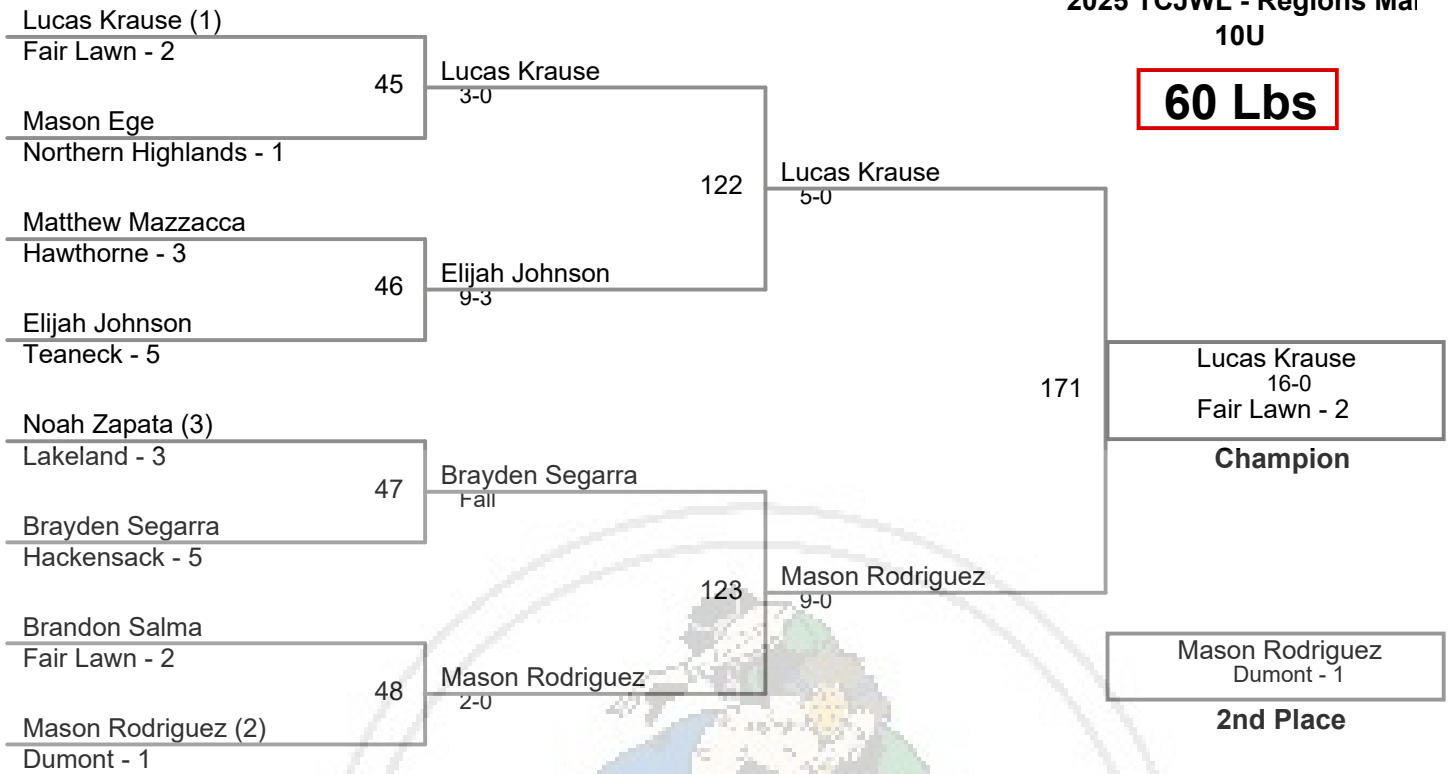 2025 TCJWL - Regions
10U
60 Lbs
Lucas Krause (1)
Fair Lawn - 2
45
Mason Ege
Northern Highlands - 1
Lucas Krause
3-0
122
Matthew Mazzacca
Hawthorne - 3
46
Elijah Johnson
Teaneck - 5
Elijah Johnson
9-3
Lucas Krause
5-0
171
Noah Zapata (3)
Lakeland - 3
47
Brayden Segarra
Hackensack - 5
Brayden Segarra
Fall
123
Brandon Salma
Fair Lawn - 2
48
Mason Rodriguez (2)
Dumont - 1
Mason Rodriguez
2-0
Mason Rodriguez
9-0
Lucas Krause
16-0
Fair Lawn - 2
Champion
Mason Rodriguez
Dumont - 1
2nd Place